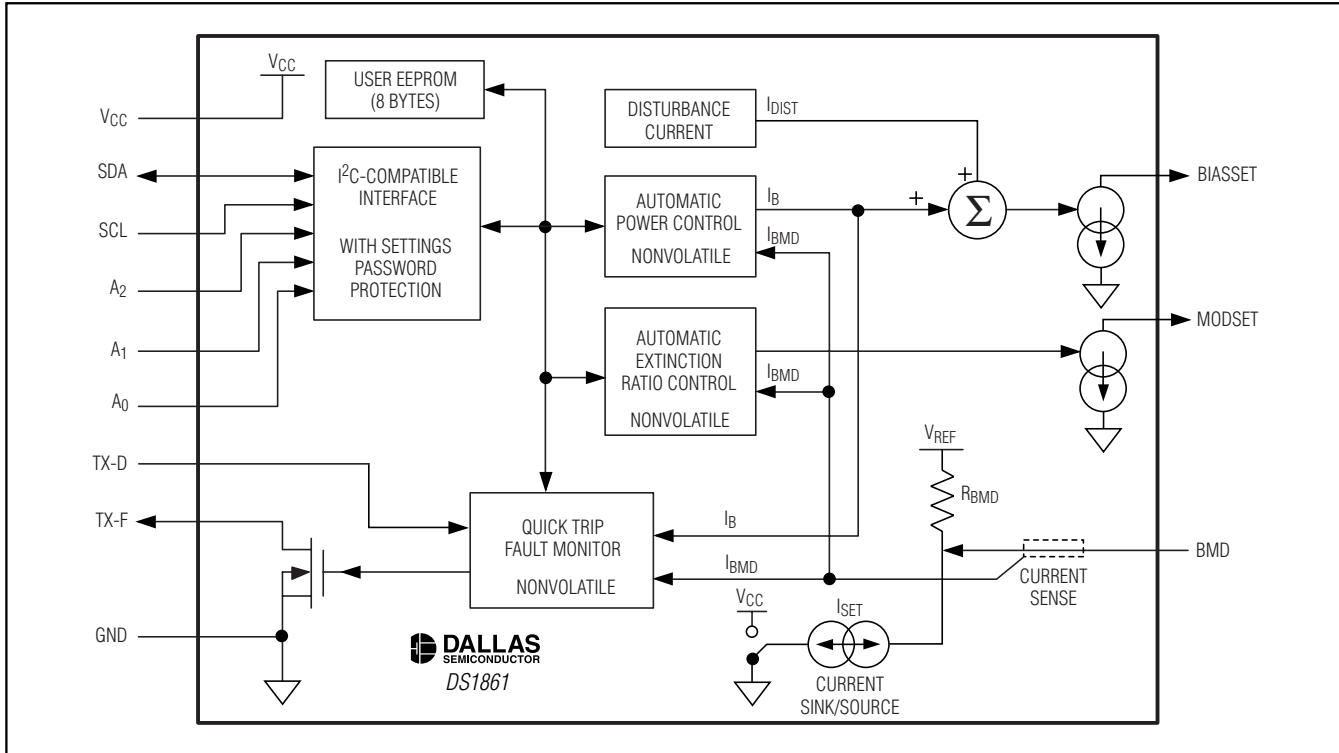 VCC
USER EEPROM
(8 BYTES)
DISTURBANCE
CURRENT
IDIST
VCC
SDA
SCL
A2
A1
A0
I2C-COMPATIBLE
INTERFACE
WITH SETTINGS
PASSWORD
PROTECTION
AUTOMATIC
POWER CONTROL
NONVOLATILE
IB
IBMD
+
+
Σ
BIASSET
AUTOMATIC
EXTINCTION
RATIO CONTROL
NONVOLATILE
IBMD
MODSET
TX-D
TX-F
GND
QUICK TRIP
FAULT MONITOR
NONVOLATILE
IB
IBMD
VREF
RBMD
BMD
CURRENT
SENSE
VCC
ISET
CURRENT
SINK/SOURCE
DALLAS
SEMICONDUCTOR
DS1861